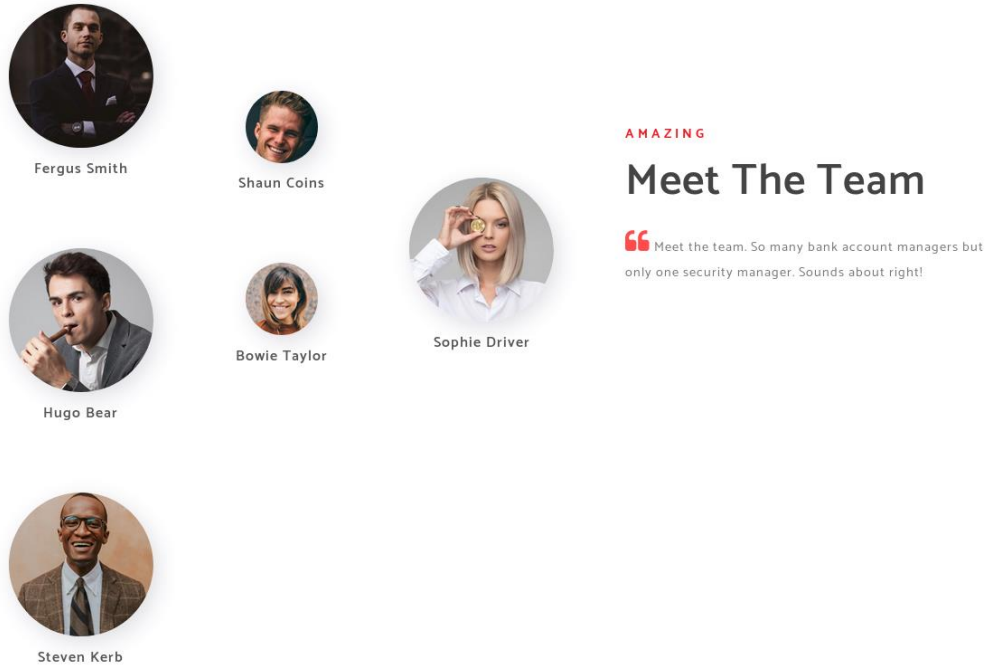 Fergus Smith
Shaun Coins
AMAZING
Meet The Team
Meet the team. So many bank account managers but
only one security manager. Sounds about right!
Sophie Driver
Bowie Taylor
Hugo Bear
Steven Kerb